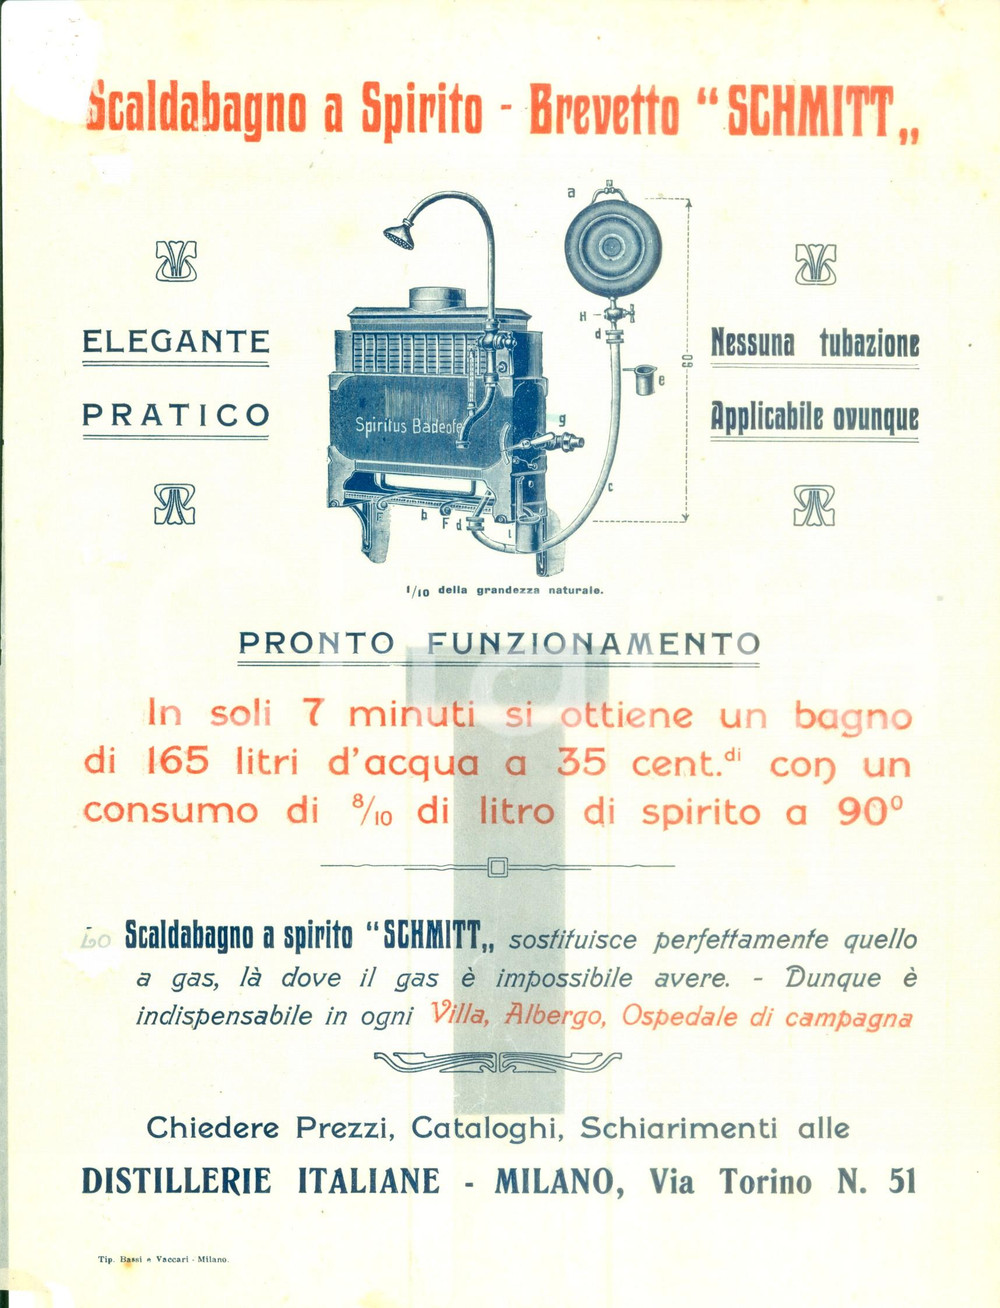 Scaldabagno a Spirito - Brevetto “SCHMITT„
a
H
d
60
e
ELEGANTE
Nessuna tubazione
PRATICO
Applicabile ovunque
Spiritus Badeofe
g
c
E
b
F d
i
1/10 della grandezza naturale.
PRONTO FUNZIONAMENTO
In soli 7 minuti si ottiene un bagno
di 165 litri d'acqua a 35 cent.di con un
consumo di 8/10 di litro di spirito a 90º
Lo Scaldabagno a spirito “SCHMITT„ sostituisce perfettamente quello
a gas, là dove il gas è impossibile avere. - Dunque è
indispensabile in ogni Villa, Albergo, Ospedale di campagna
Chiedere Prezzi, Cataloghi, Schiarimenti alle
DISTILLERIE ITALIANE - MILANO, Via Torino N. 51
Tip. Bassi e Vaccari - Milano.